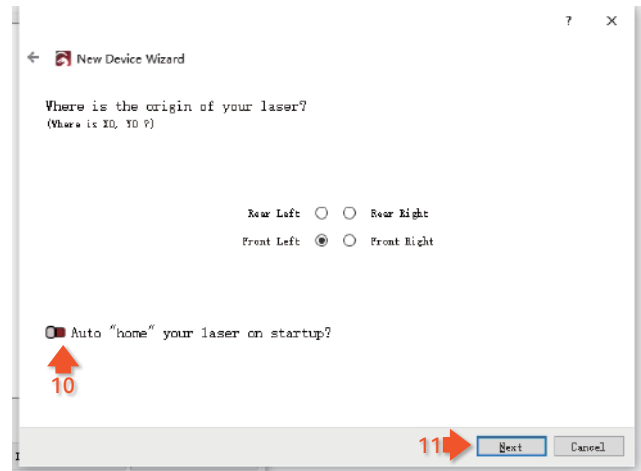 ?
New Device Wizard
Where is the origin of your laser?
(Where is X0, Y0 ?)
Rear Left Rear Right
Front Left Front Right
Auto "home" your laser on startup?
10
11 Next Cancel